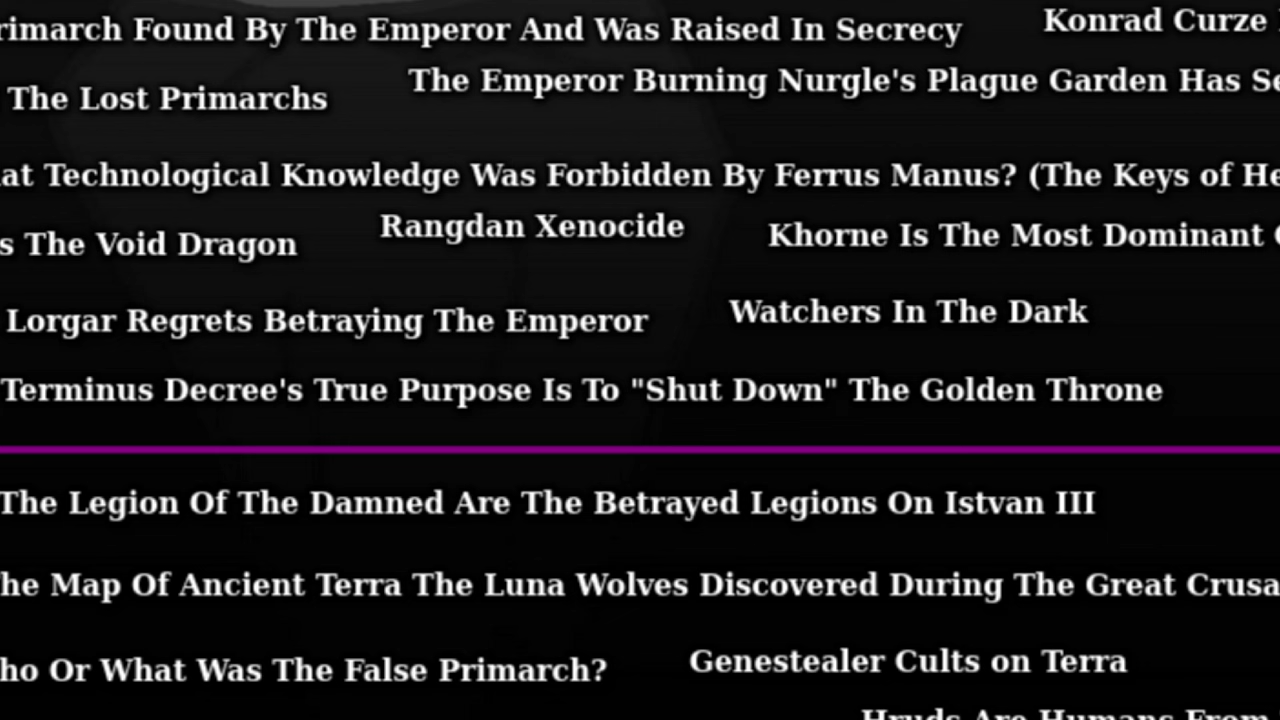 rimarch Found By The Emperor And Was Raised In Secrecy
Konrad Curze
The Emperor Burning Nurgle's Plague Garden Has Se
The Lost Primarchs
at Technological Knowledge Was Forbidden By Ferrus Manus? (The Keys of He
Rangdan Xenocide
s The Void Dragon
Khorne Is The Most Dominant
Lorgar Regrets Betraying The Emperor
Watchers In The Dark
Terminus Decree's True Purpose Is To "Shut Down" The Golden Throne
The Legion Of The Damned Are The Betrayed Legions On Istvan III
he Map Of Ancient Terra The Luna Wolves Discovered During The Great Crusa
ho Or What Was The False Primarch?
Genestealer Cults on Terra
Hruds Are Humans From